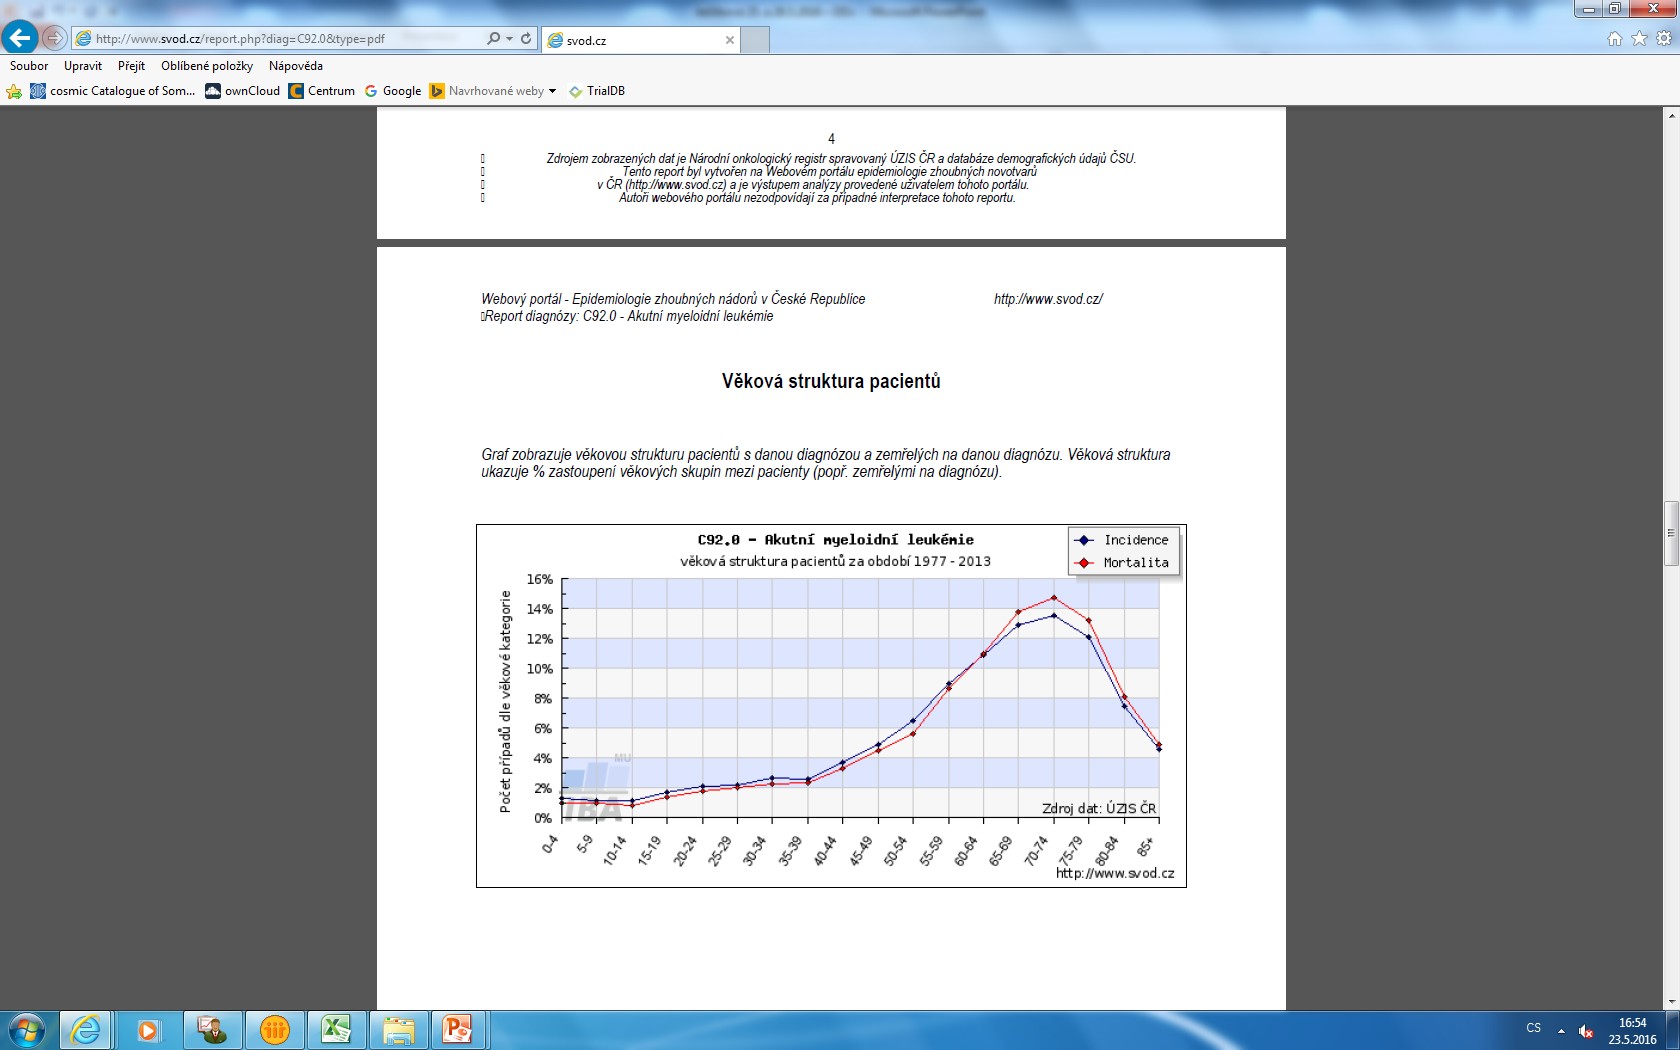 http://www.svod.cz/report.php?diag=C92.0&type=pdf
svod.cz
Soubor Upravit Přejít Oblíbené položky Nápověda
cosmic Catalogue of Som... ownCloud Centrum Google Navrhované weby TrialDB
4
Zdrojem zobrazených dat je Národní onkologický registr spravovaný ÚZIS ČR a databáze demografických údajů ČSU.
Tento report byl vytvořen na Webovém portálu epidemiologie zhoubných novotvarů
v ČR (http://www.svod.cz) a je výstupem analýzy provedené uživatelem tohoto portálu.
Autoři webového portálu nezodpovídají za případné interpretace tohoto reportu.
Webový portál - Epidemiologie zhoubných nádorů v České Republice http://www.svod.cz/
Report diagnózy: C92.0 - Akutní myeloidní leukémie
Věková struktura pacientů
Graf zobrazuje věkovou strukturu pacientů s danou diagnózou a zemřelých na danou diagnózu. Věková struktura
ukazuje % zastoupení věkových skupin mezi pacienty (popř. zemřelými na diagnózu).
C92.0 - Akutní myeloidní leukémie
věková struktura pacientů za období 1977 - 2013
Incidence
Mortalita
Počet případů dle věkové kategorie
16%
14%
12%
10%
8%
6%
4%
2%
0%
MU
IBA
Zdroj dat: ÚZIS ČR
0-4 5-9 10-14 15-19 20-24 25-29 30-34 35-39 40-44 45-49 50-54 55-59 60-64 65-69 70-74 75-79 80-84 85+
http://www.svod.cz
CS
16:54
23.5.2016